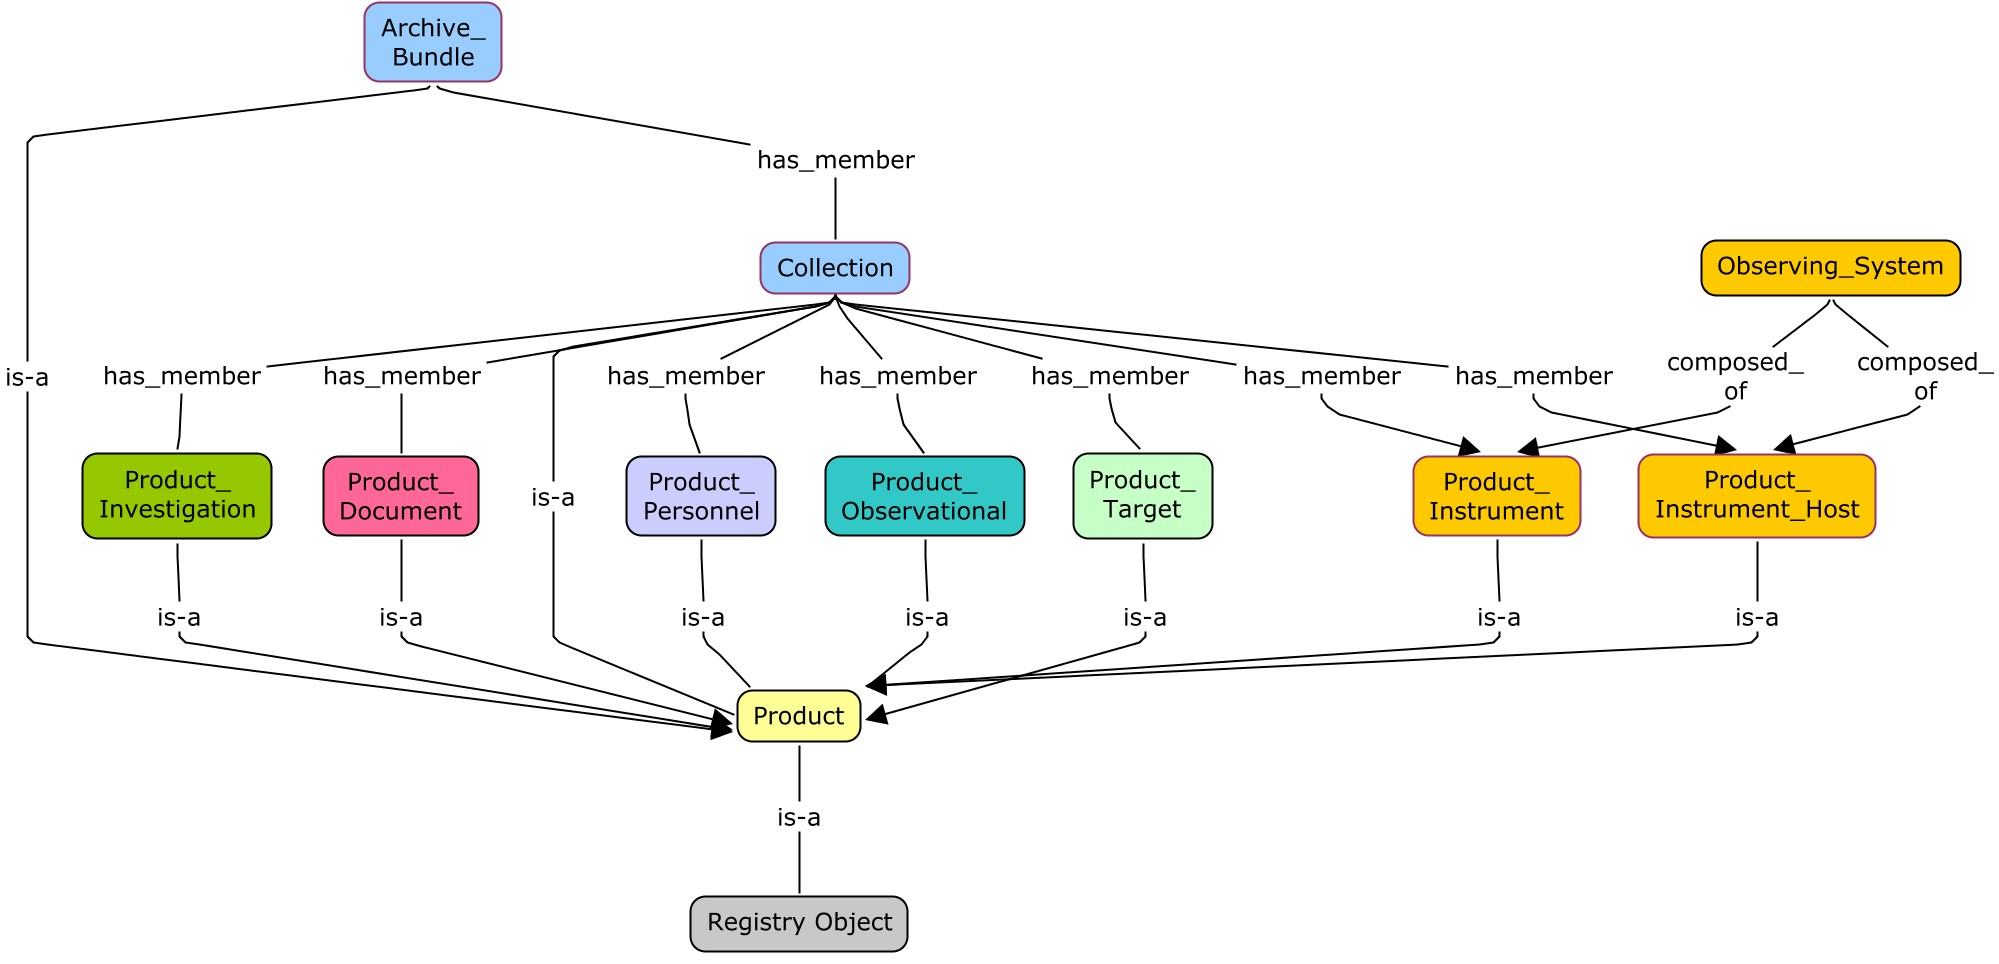 Archive_
Bundle
has_member
Collection
Observing_System
is-a
has_member
has_member
has_member
has_member
has_member
has_member
has_member
composed_
of
composed_
of
Product_
Investigation
Product_
Document
is-a
Product_
Personnel
Product_
Observational
Product_
Target
Product_
Instrument
Product_
Instrument_Host
is-a
is-a
is-a
is-a
is-a
is-a
is-a
Product
is-a
Registry Object